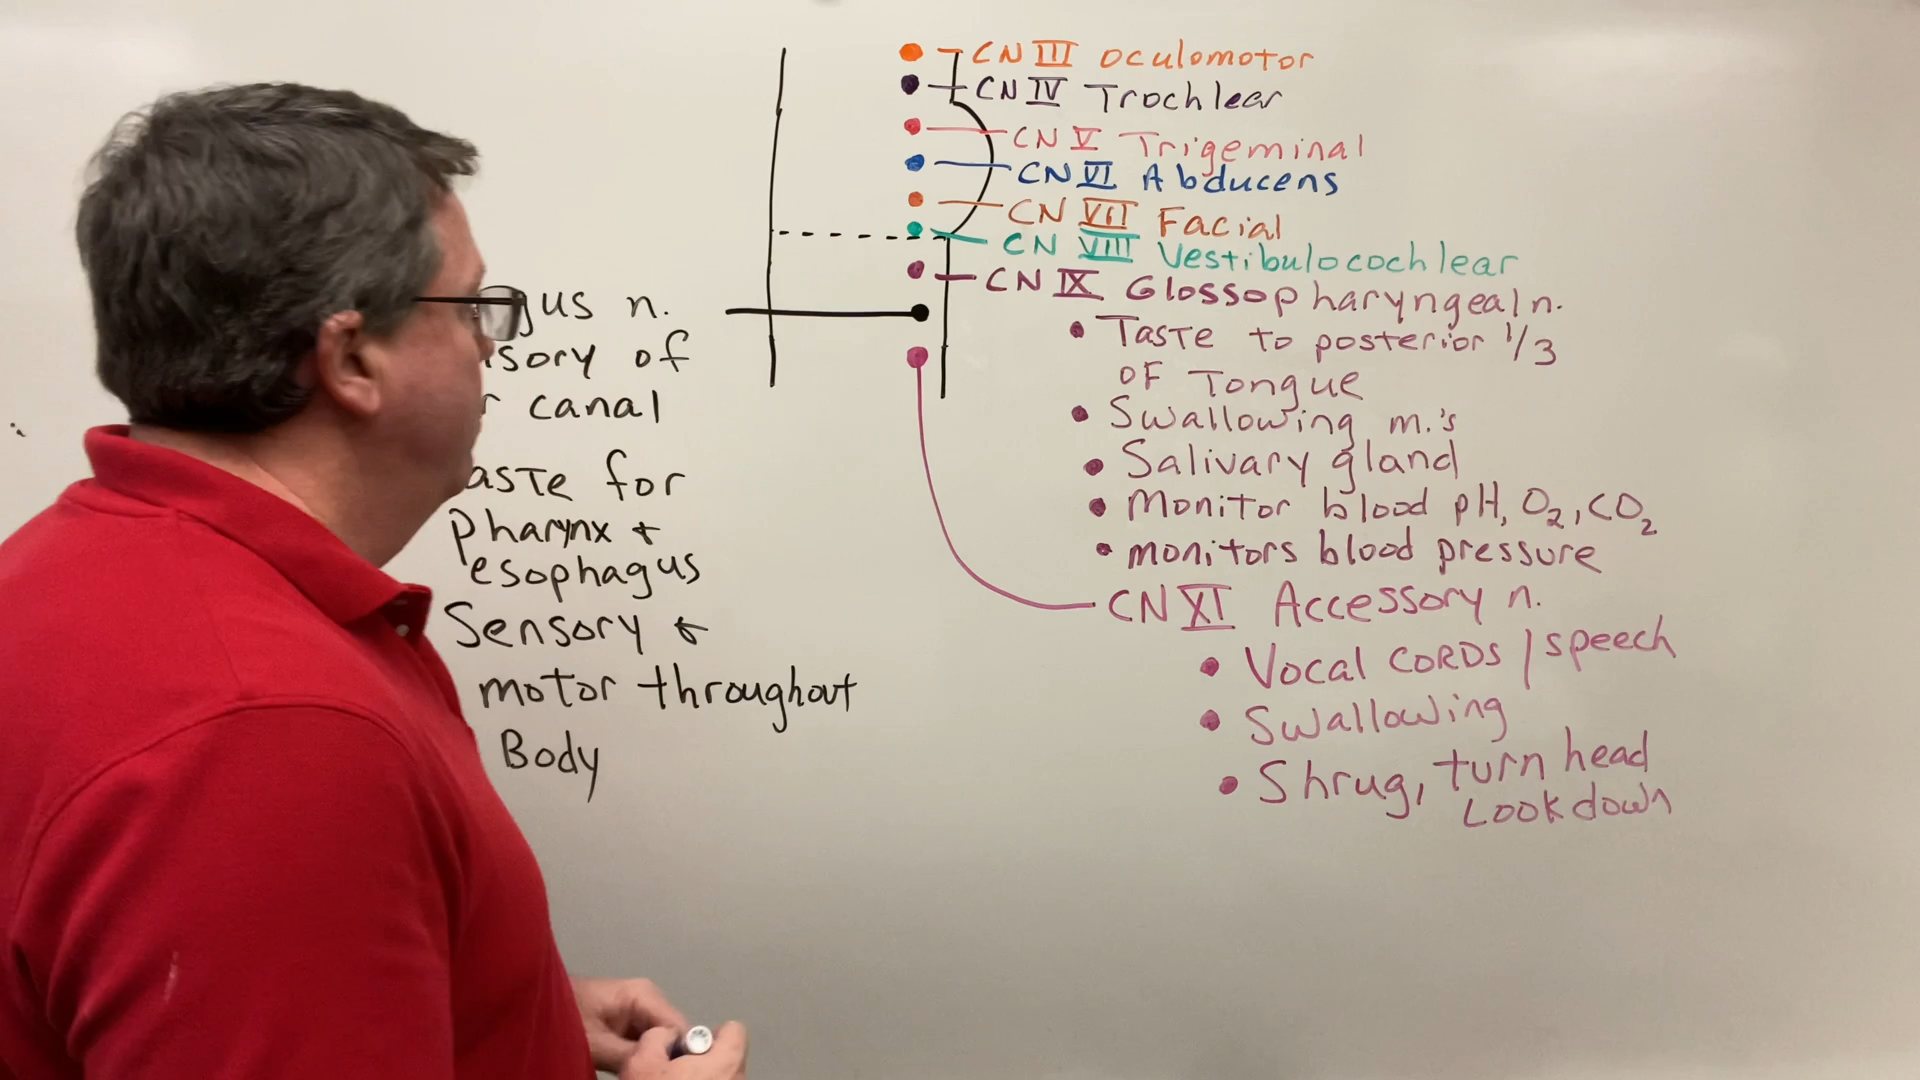 CN III Oculomotor
CN IV Trochlear
CN V Trigeminal
CN VI Abducens
CN VII Facial
CN VIII Vestibulocochlear
CN IX Glossopharyngeal n.
• Taste to posterior 1/3
of Tongue
• Swallowing m.'s
• Salivary gland
• Monitor blood pH, O2, CO2
• monitors blood pressure
CN XI Accessory n.
• Vocal CORDS / speech
• Swallowing
• Shrug, turn head
Look down
n.
of
canal
for
Pharynx +
esophagus
Sensory +
motor throughout
Body